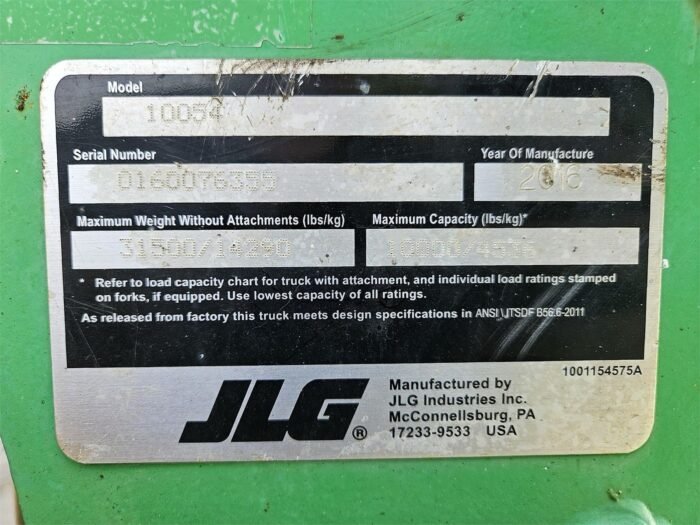 Model
10054
Serial Number
0160076355
Year Of Manufacture
2016
Maximum Weight Without Attachments (lbs/kg)
31500/14290
Maximum Capacity (lbs/kg)*
10000/4536
* Refer to load capacity chart for truck with attachment, and individual load ratings stamped
on forks, if equipped. Use lowest capacity of all ratings.
As released from factory this truck meets design specifications in ANSI \ ITSDF B56.6-2011
1001154575A
JLG ®
Manufactured by
JLG Industries Inc.
McConnellsburg, PA
17233-9533 USA